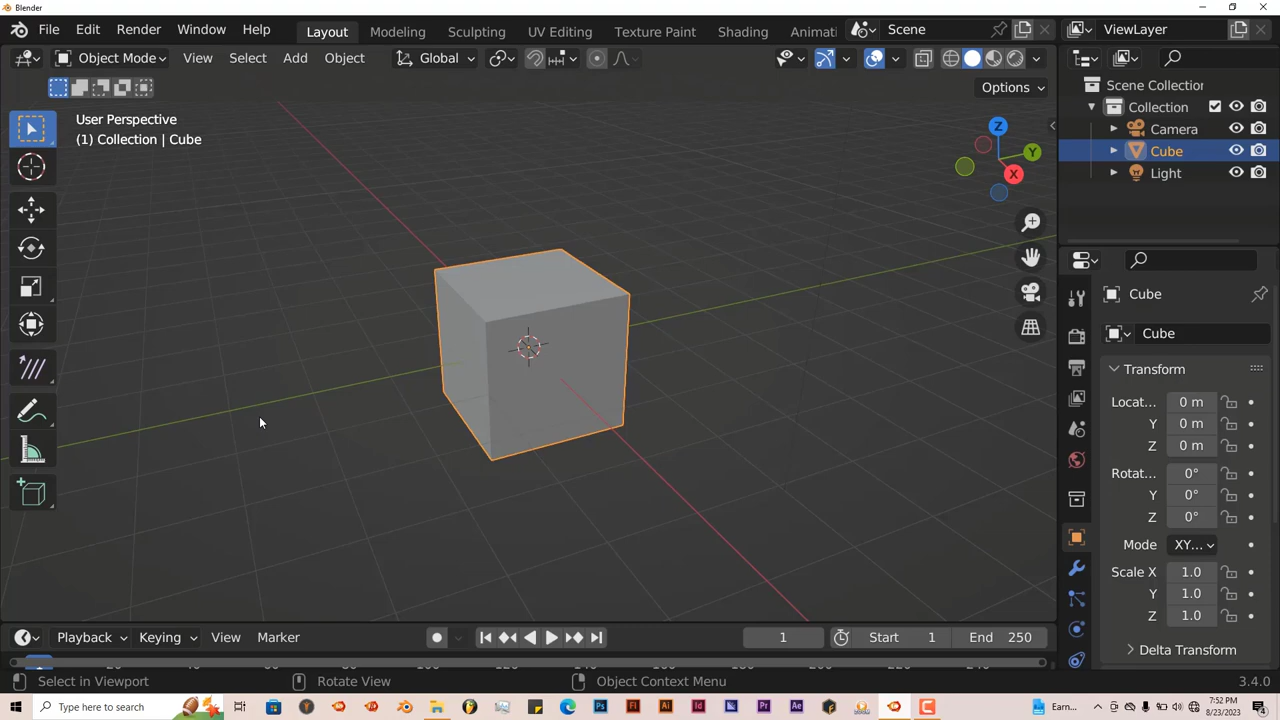 Blender
File Edit Render Window Help Layout Modeling Sculpting UV Editing Texture Paint Shading Animati Scene ViewLayer
Object Mode View Select Add Object Global
Options
User Perspective
(1) Collection | Cube
Z
Y
X
Scene Collection
Collection
Camera
Cube
Light
Cube
Cube
Transform
Locat... 0 m
Y 0 m
Z 0 m
Rotat... 0°
Y 0°
Z 0°
Mode XY...
Scale X 1.0
Y 1.0
Z 1.0
Delta Transform
Playback Keying View Marker 1 Start 1 End 250
Select in Viewport Rotate View Object Context Menu 3.4.0
Type here to search Earn... 7:52 PM
8/23/2023